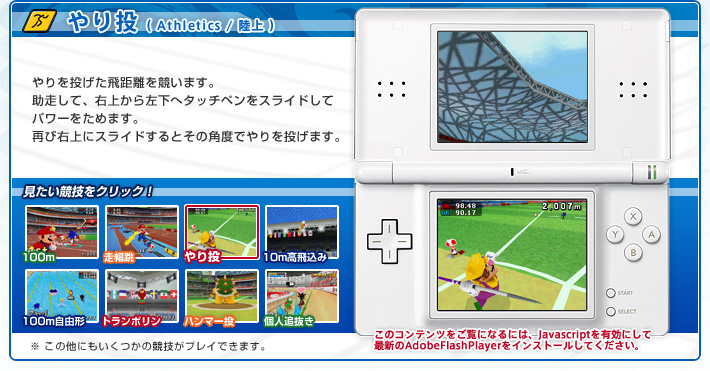 やり投 ( Athletics / 陸上 )
やりを投げた飛距離を競います。
助走して、右上から左下へタッチペンをスライドして
パワーをためます。
再び右上にスライドするとその角度でやりを投げます。
見たい競技をクリック！
100m
走幅跳
やり投
10m高飛込み
100m自由形
トランポリン
ハンマー投
個人追抜き
※ この他にもいくつかの競技がプレイできます。
MIC.
98.48
90.17
2.007m
X
Y
A
B
START
SELECT
このコンテンツをご覧になるには、Javascriptを有効にして
最新のAdobeFlashPlayerをインストールしてください。